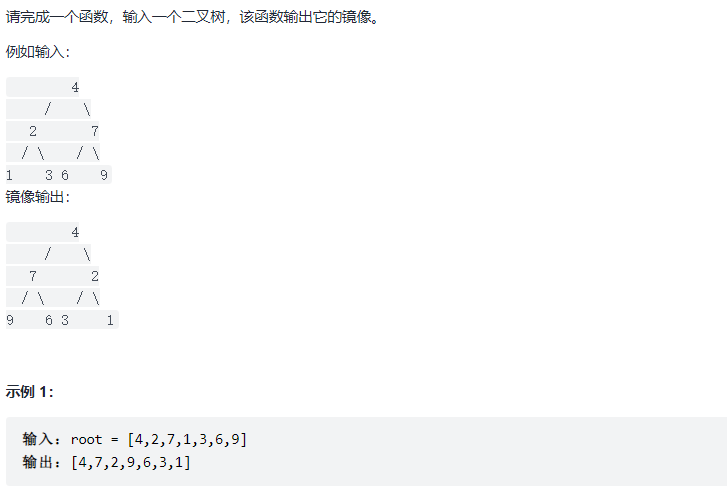 请完成一个函数，输入一个二叉树，该函数输出它的镜像。
例如输入：
4
/ \
2 7
/ \ / \
1 3 6 9
镜像输出：
4
/ \
7 2
/ \ / \
9 6 3 1
示例 1：
输入：root = [4,2,7,1,3,6,9]
输出：[4,7,2,9,6,3,1]